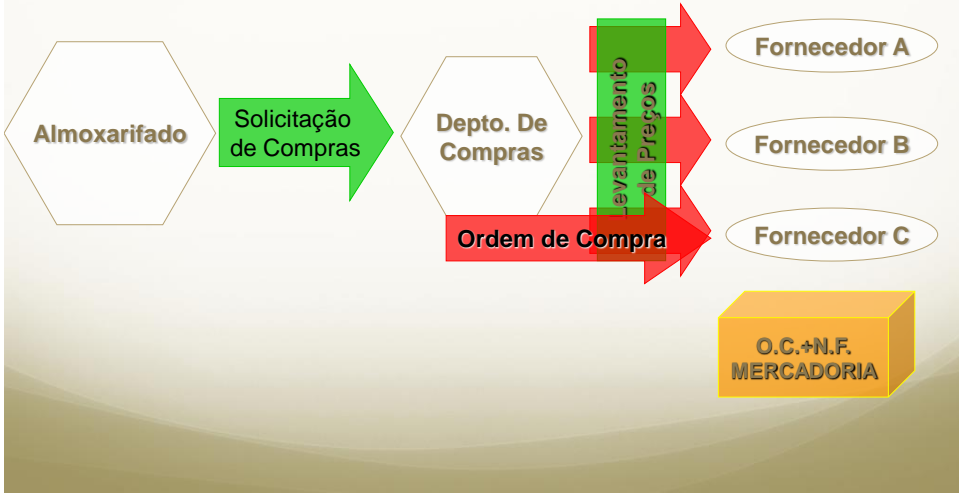 Almoxarifado
Solicitação
de Compras
Depto. De
Compras
Levantamento
de Preços
Ordem de Compra
Fornecedor A
Fornecedor B
Fornecedor C
O.C.+N.F.
MERCADORIA